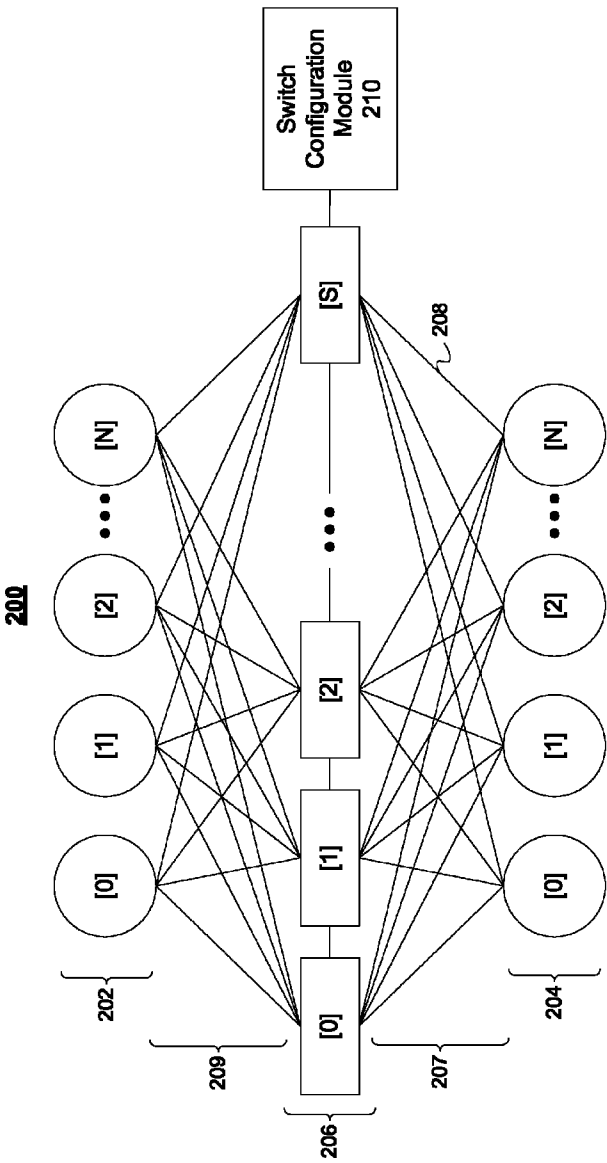 200
202
[0]
[1]
[2]
[N]
209
206
[0]
[1]
[2]
[S]
Switch
Configuration
Module
210
207
208
204
[0]
[1]
[2]
[N]